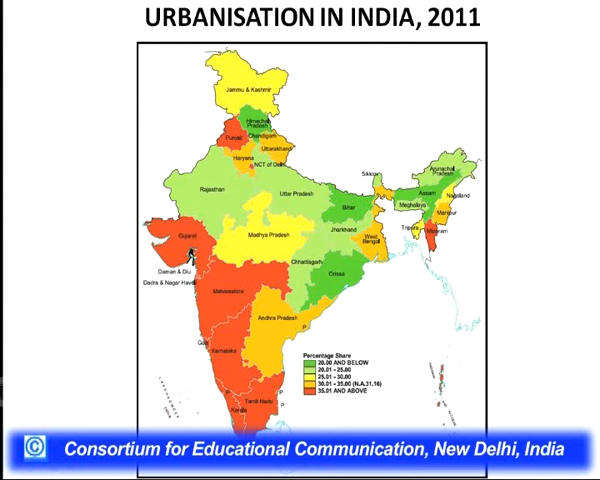 URBANISATION IN INDIA, 2011
Jammu & Kashmir
Himachal
Pradesh
Punjab
Chandigarh
Uttarakhand
Haryana
NCT of Delhi
Arunachal
Pradesh
Sikkim
Rajasthan
Uttar Pradesh
Assam
Nagaland
Bihar
Meghalaya
Manipur
Jharkhand
Tripura
Mizoram
Gujarat
Madhya Pradesh
West
Bengal
Chhattisgarh
Daman & Diu
Orissa
Dadra & Nagar Haveli
Maharashtra
Andhra Pradesh
P
Goa
Karnataka
Percentage Share
20.00 AND BELOW
20.01 - 25.00
25.01 - 30.00
30.01 - 35.00 (N.A.31.16)
35.01 AND ABOVE
P
P
P
Tamil Nadu
Kerala
© Consortium for Educational Communication, New Delhi, India